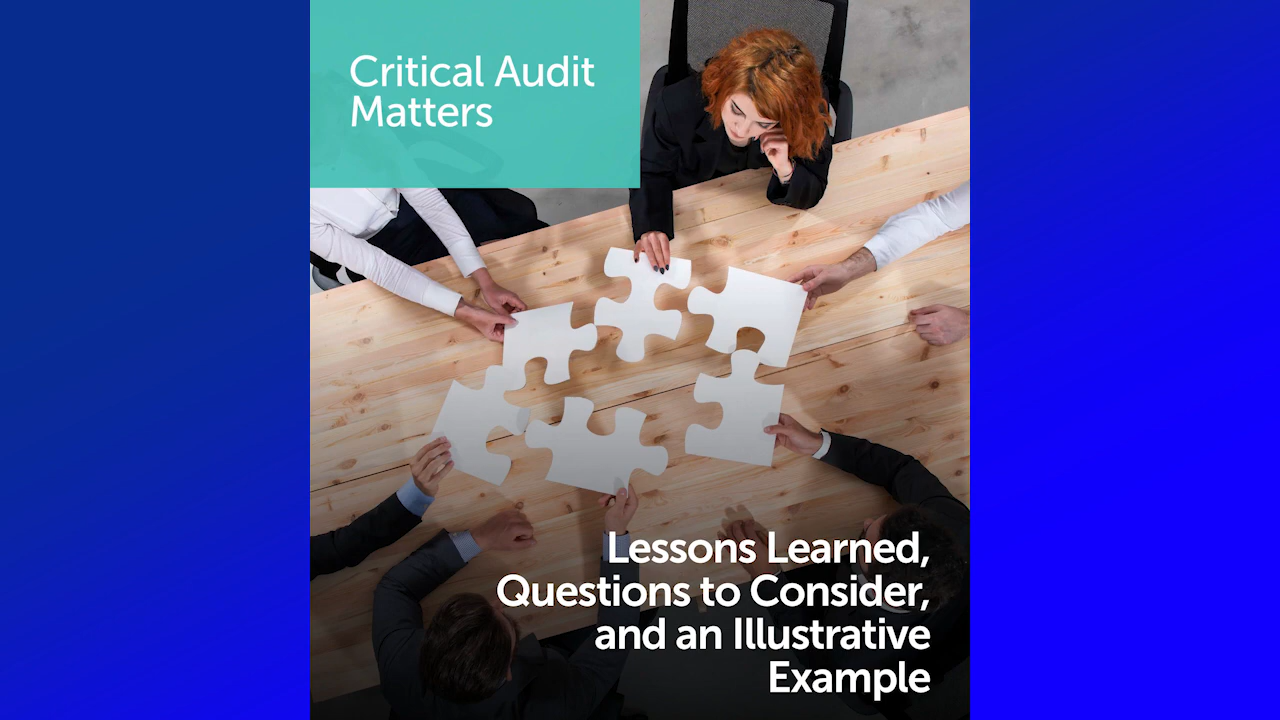 Critical Audit
Matters
Lessons Learned,
Questions to Consider,
and an Illustrative
Example